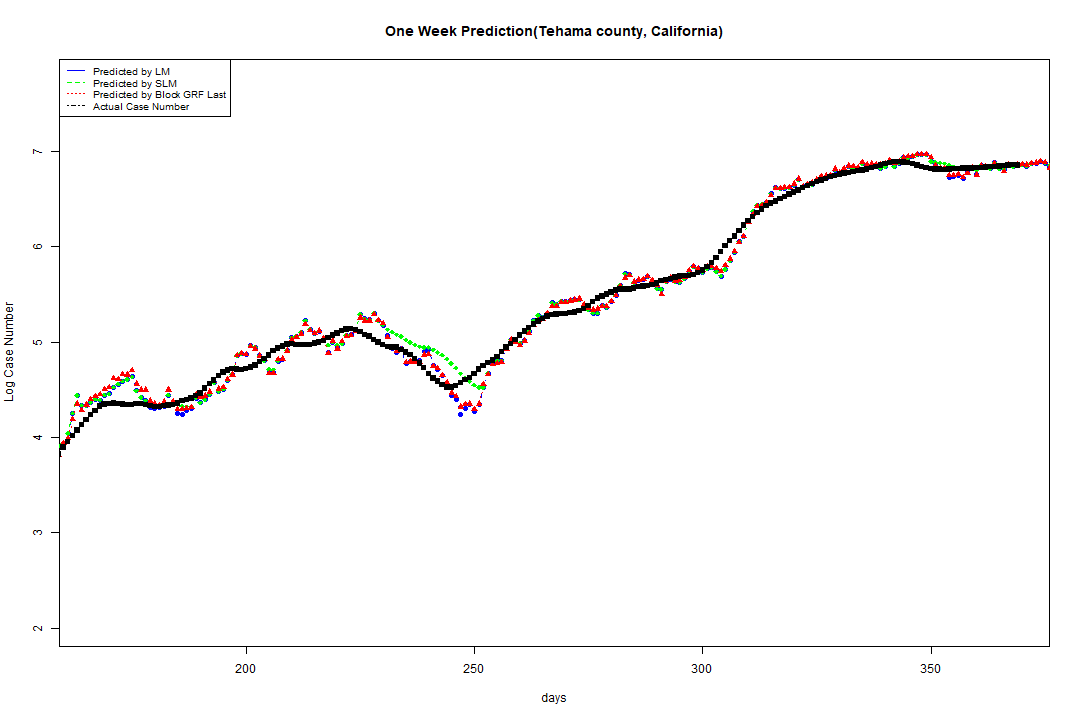 One Week Prediction(Tehama county, California)
Predicted by LM
Predicted by SLM
Predicted by Block GRF Last
Actual Case Number
7
6
5
4
3
2
Log Case Number
200
250
300
350
days